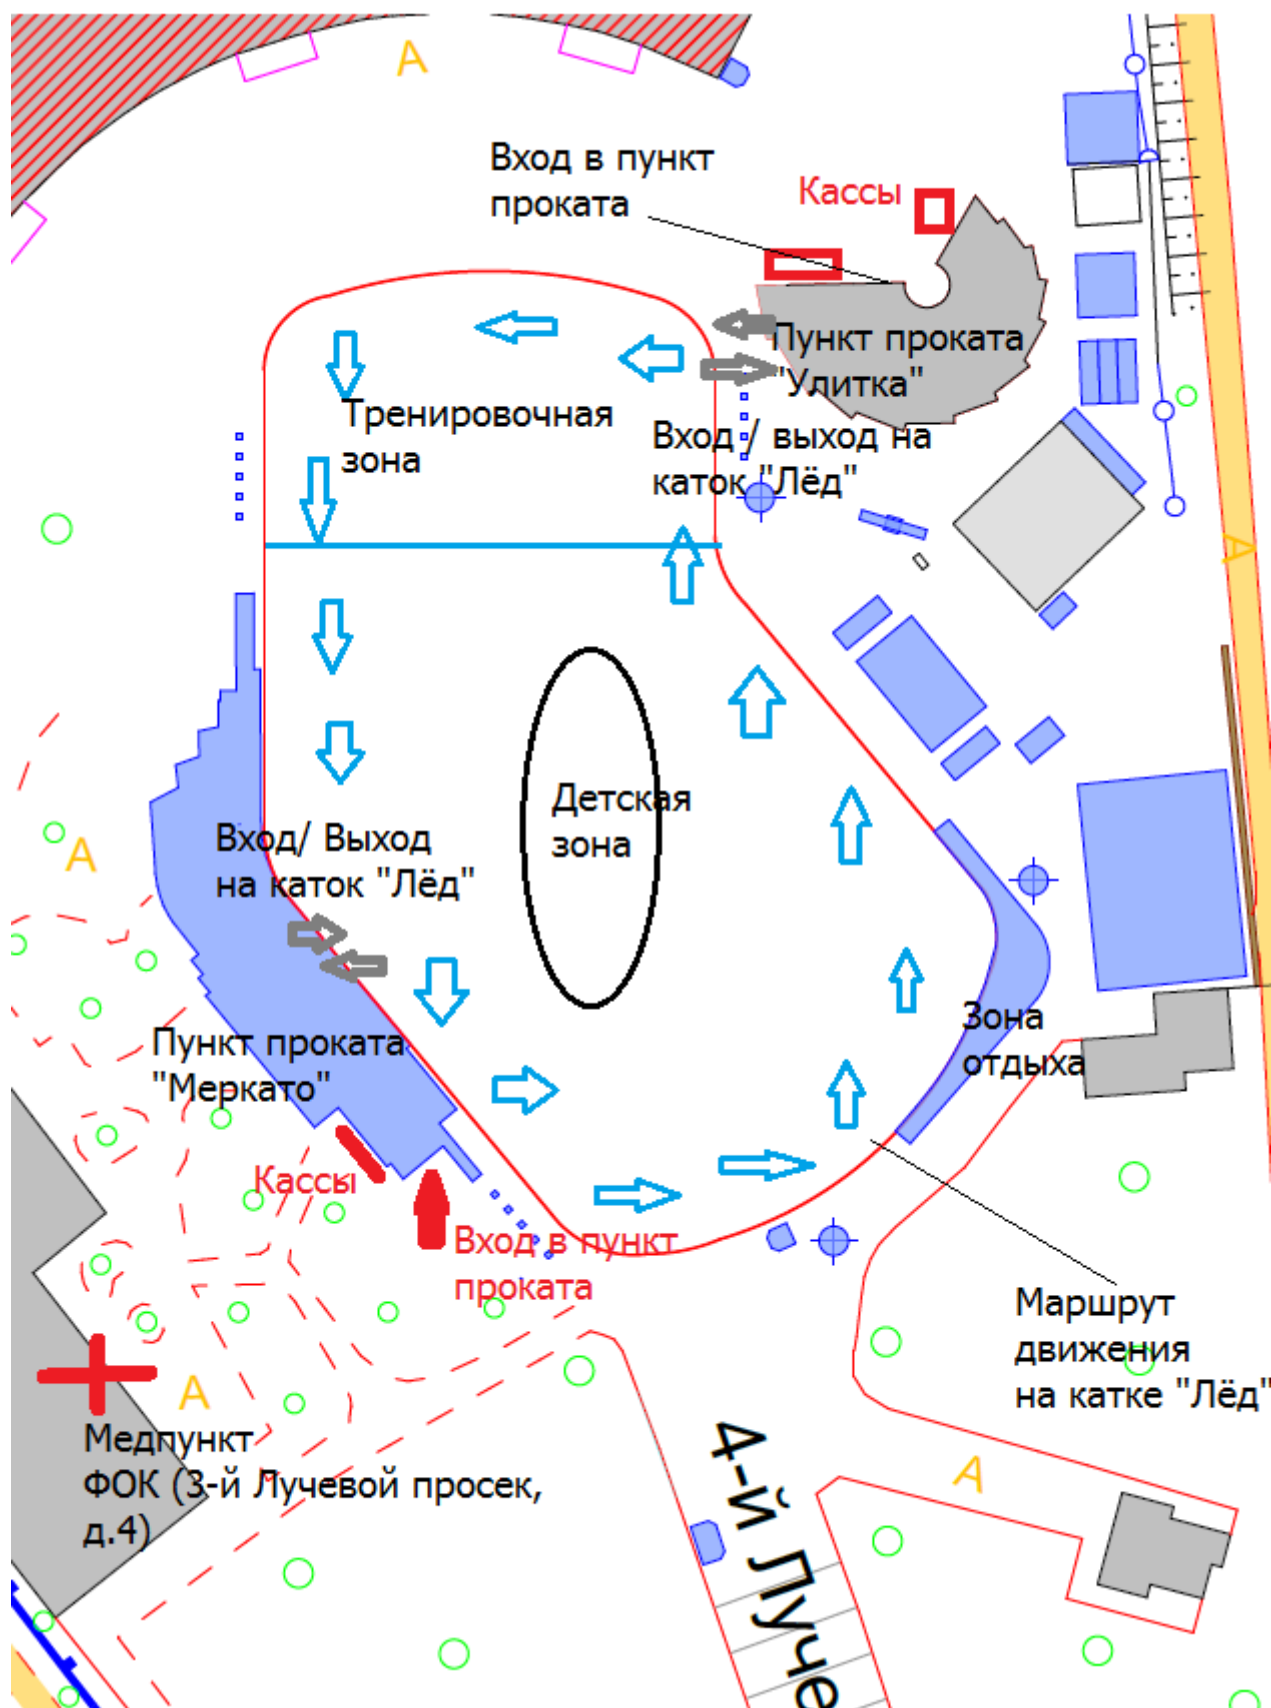 А
Вход в пункт
проката
Кассы
Пункт проката
"Улитка"
Тренировочная
зона
Вход / выход на
каток "Лёд"
А
Детская
зона
Вход/ Выход
на каток "Лёд"
А
Зона
отдыха
Пункт проката
"Меркато"
Кассы
Вход в пункт
проката
Маршрут
движения
на катке "Лёд"
А
Медпункт
ФОК (3-й Лучевой просек,
д.4)
А
4-й Луче